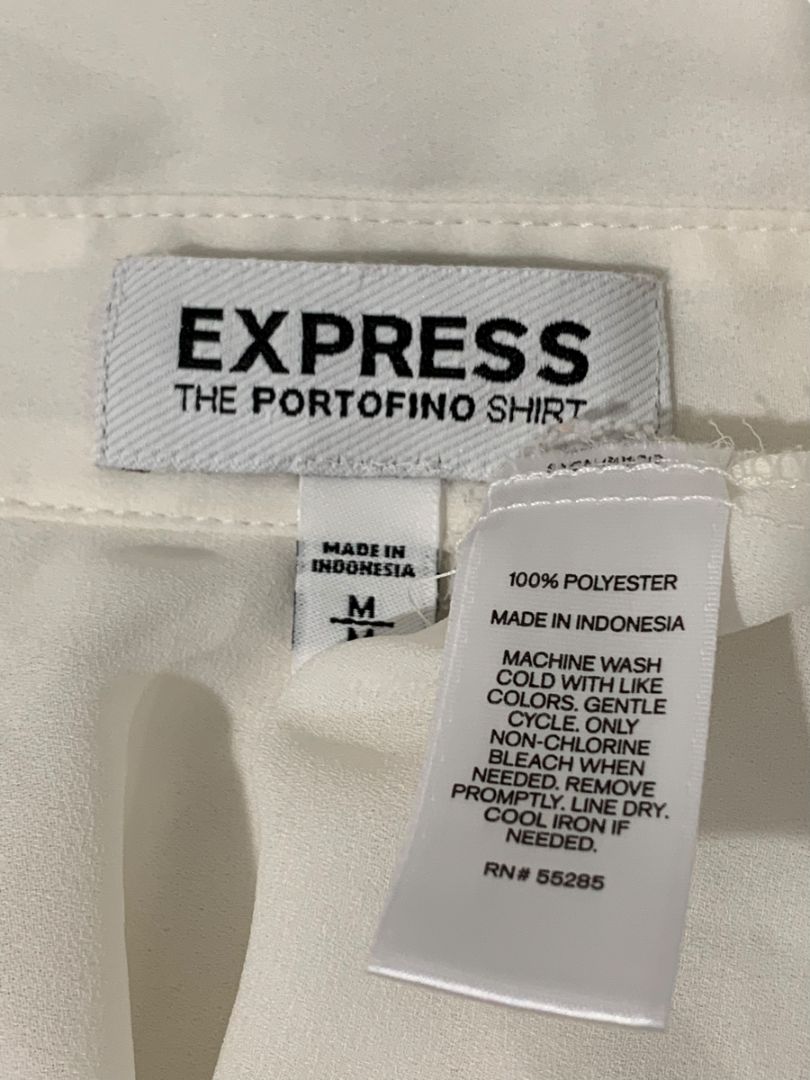 EXPRESS
THE PORTOFINO SHIRT
MADE IN
INDONESIA
M
M
100% POLYESTER
MADE IN INDONESIA
MACHINE WASH
COLD WITH LIKE
COLORS. GENTLE
CYCLE. ONLY
NON-CHLORINE
BLEACH WHEN
NEEDED. REMOVE
PROMPTLY. LINE DRY.
COOL IRON IF
NEEDED.
RN# 55285